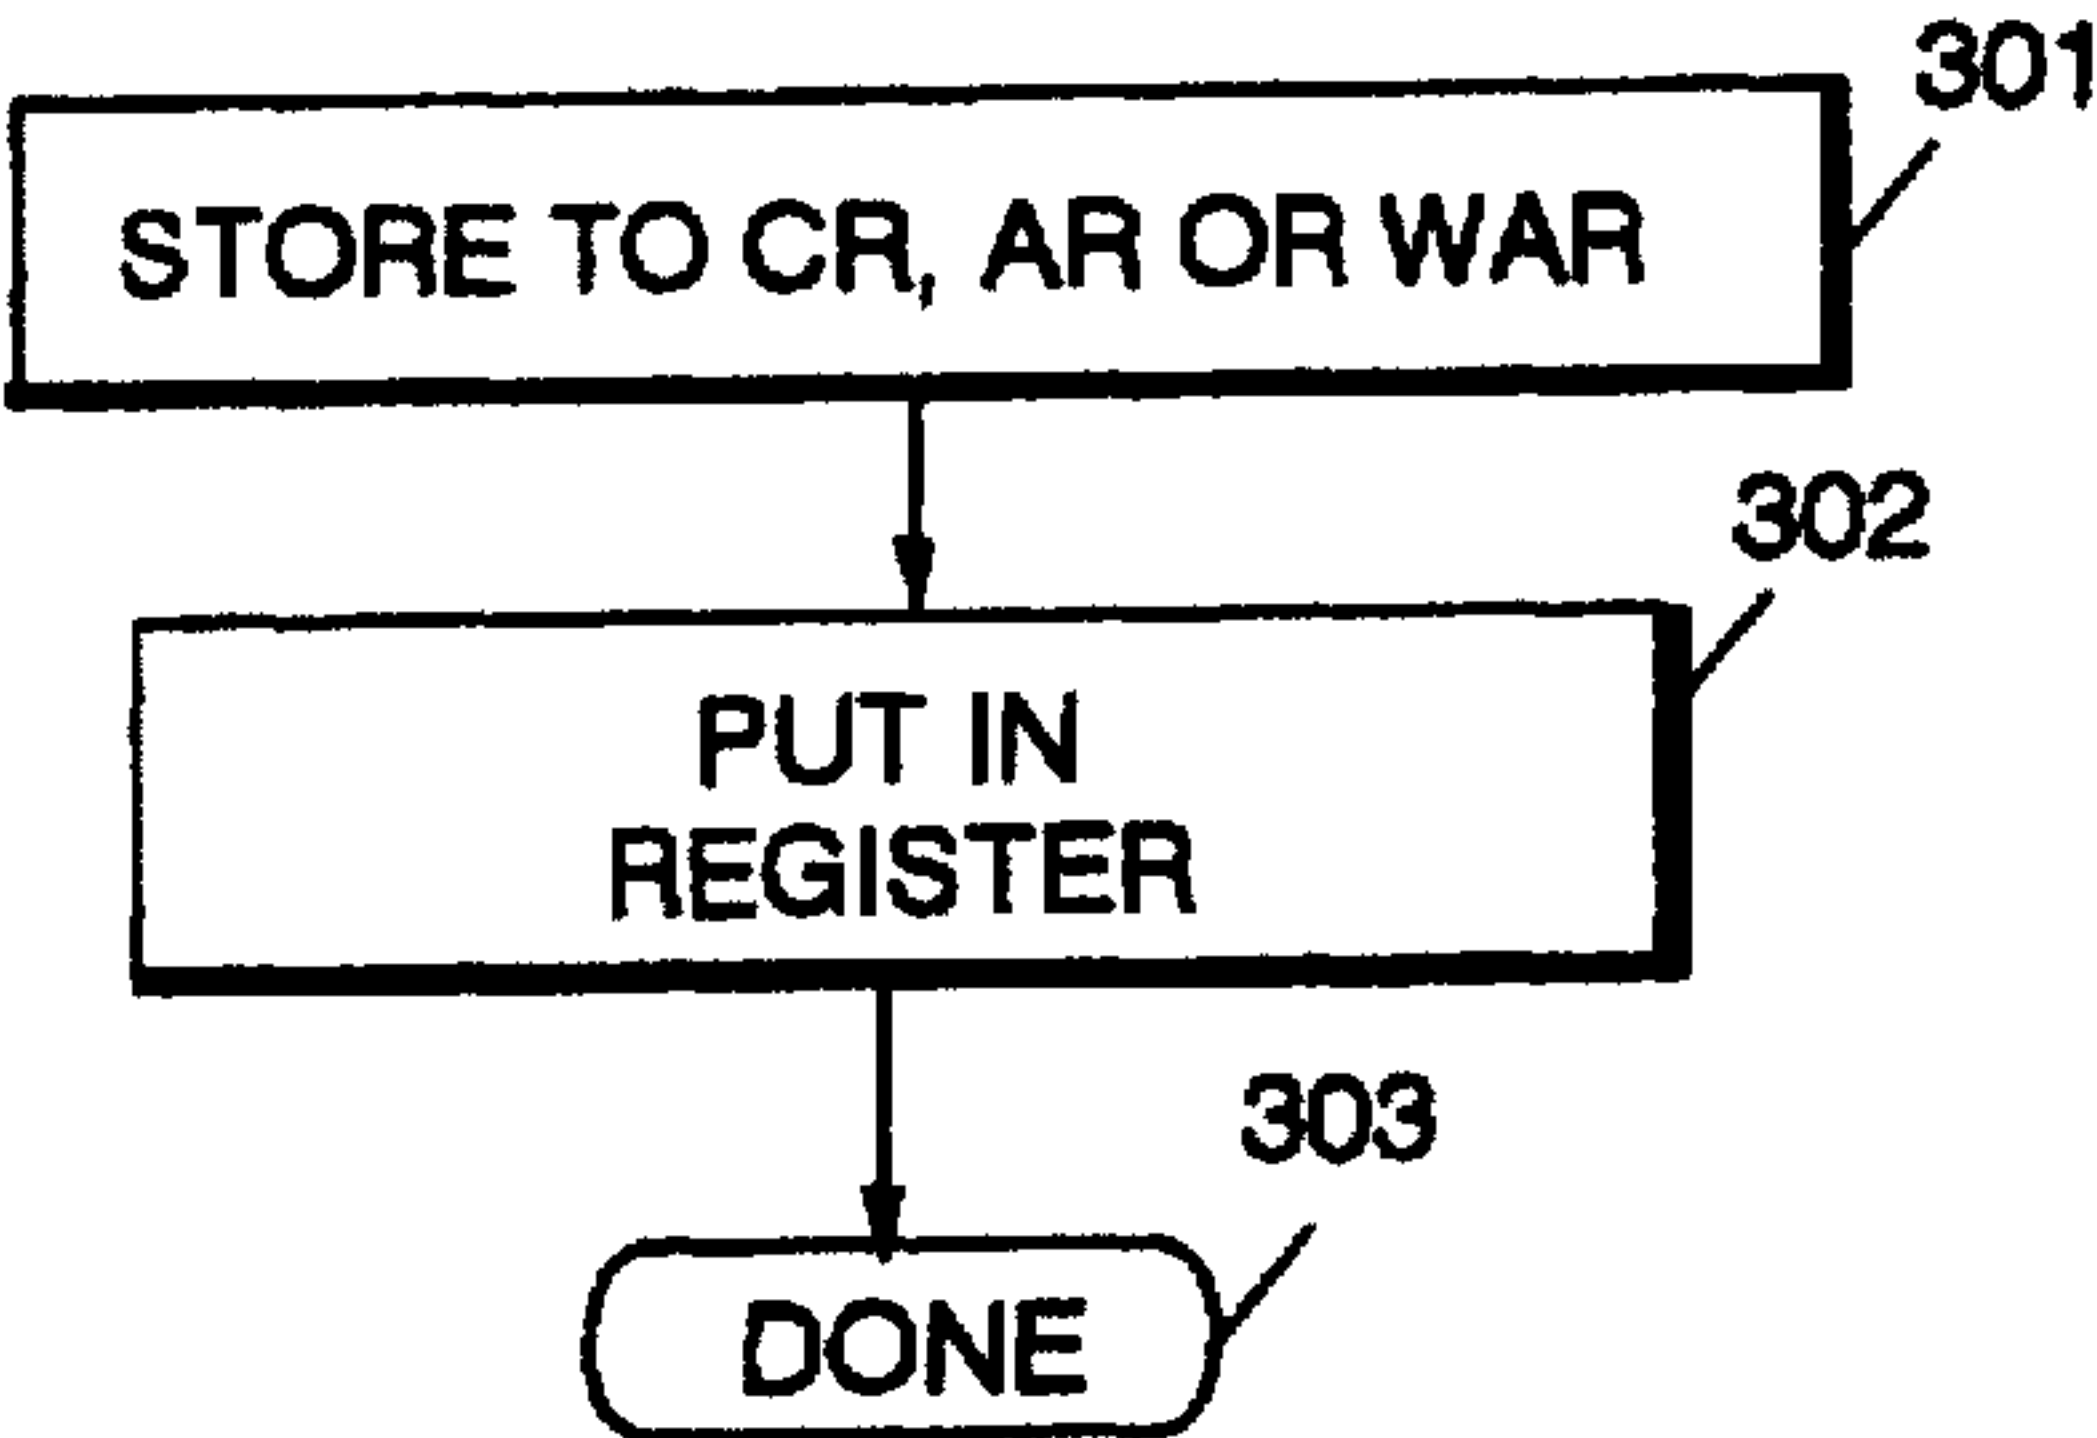 301
STORE TO CR, AR OR WAR
302
PUT IN
REGISTER
303
DONE